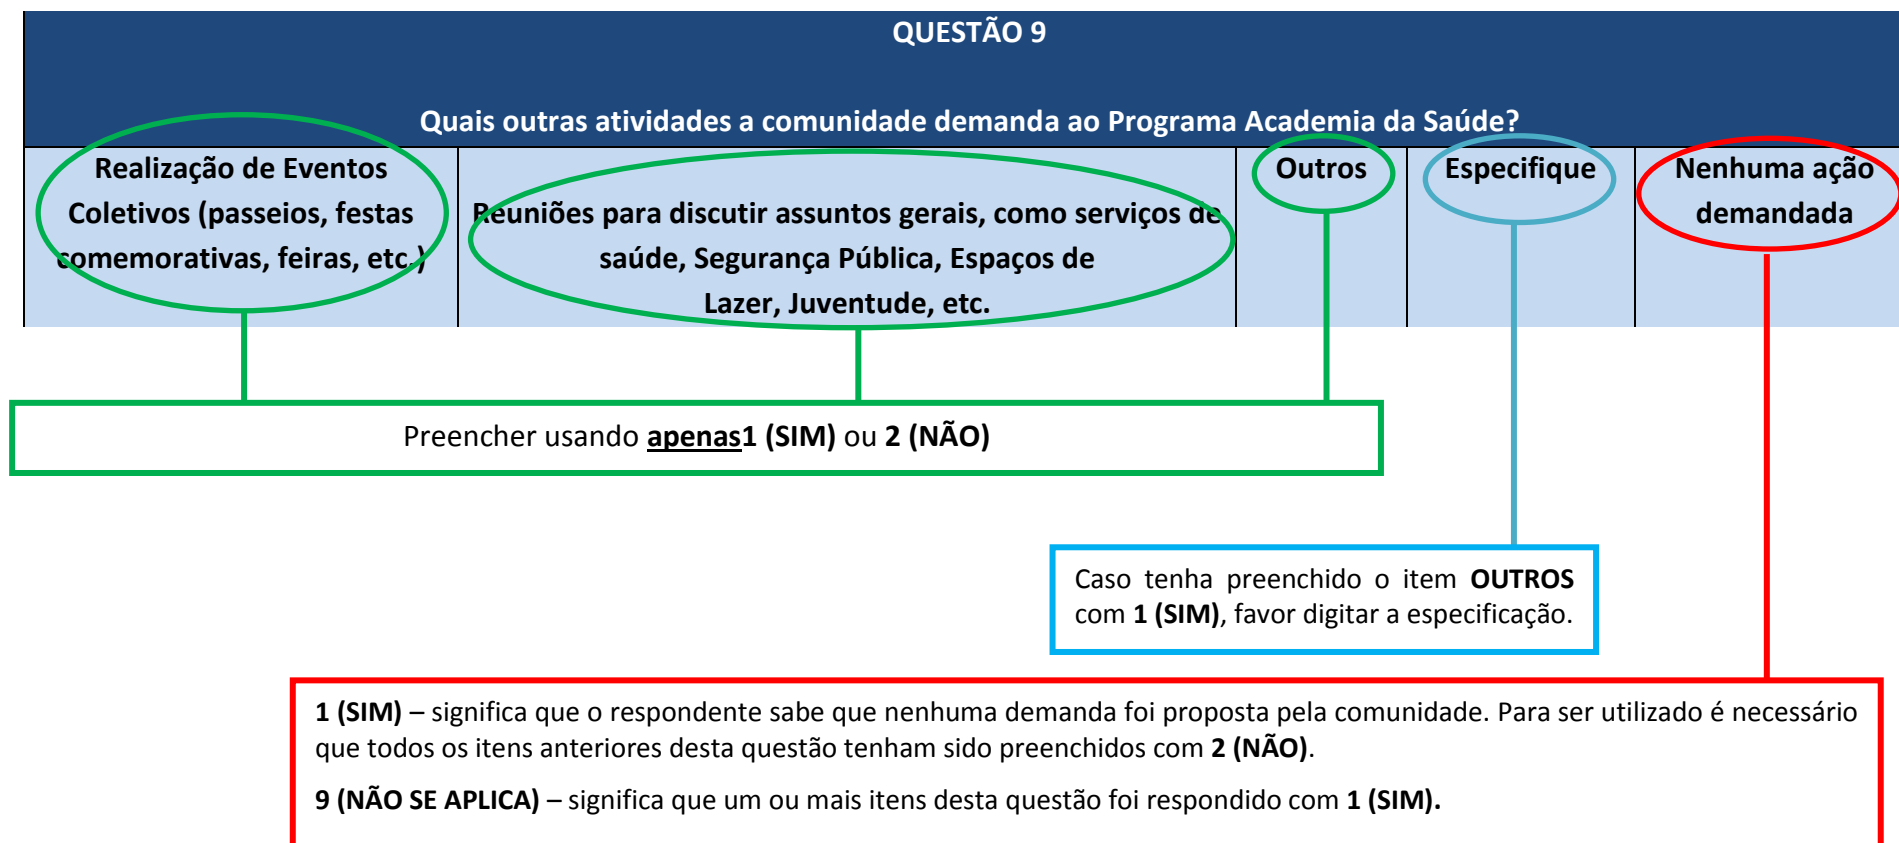 QUESTÃO 9
Quais outras atividades a comunidade demanda ao Programa Academia da Saúde?
Realização de Eventos
Coletivos (passeios, festas
comemorativas, feiras, etc.)
Reuniões para discutir assuntos gerais, como serviços de
saúde, Segurança Pública, Espaços de
Lazer, Juventude, etc.
Outros
Especifique
Nenhuma ação
demandada
Preencher usando apenas1 (SIM) ou 2 (NÃO)
Caso tenha preenchido o item OUTROS
com 1 (SIM), favor digitar a especificação.
1 (SIM) – significa que o respondente sabe que nenhuma demanda foi proposta pela comunidade. Para ser utilizado é necessário
que todos os itens anteriores desta questão tenham sido preenchidos com 2 (NÃO).
9 (NÃO SE APLICA) – significa que um ou mais itens desta questão foi respondido com 1 (SIM).